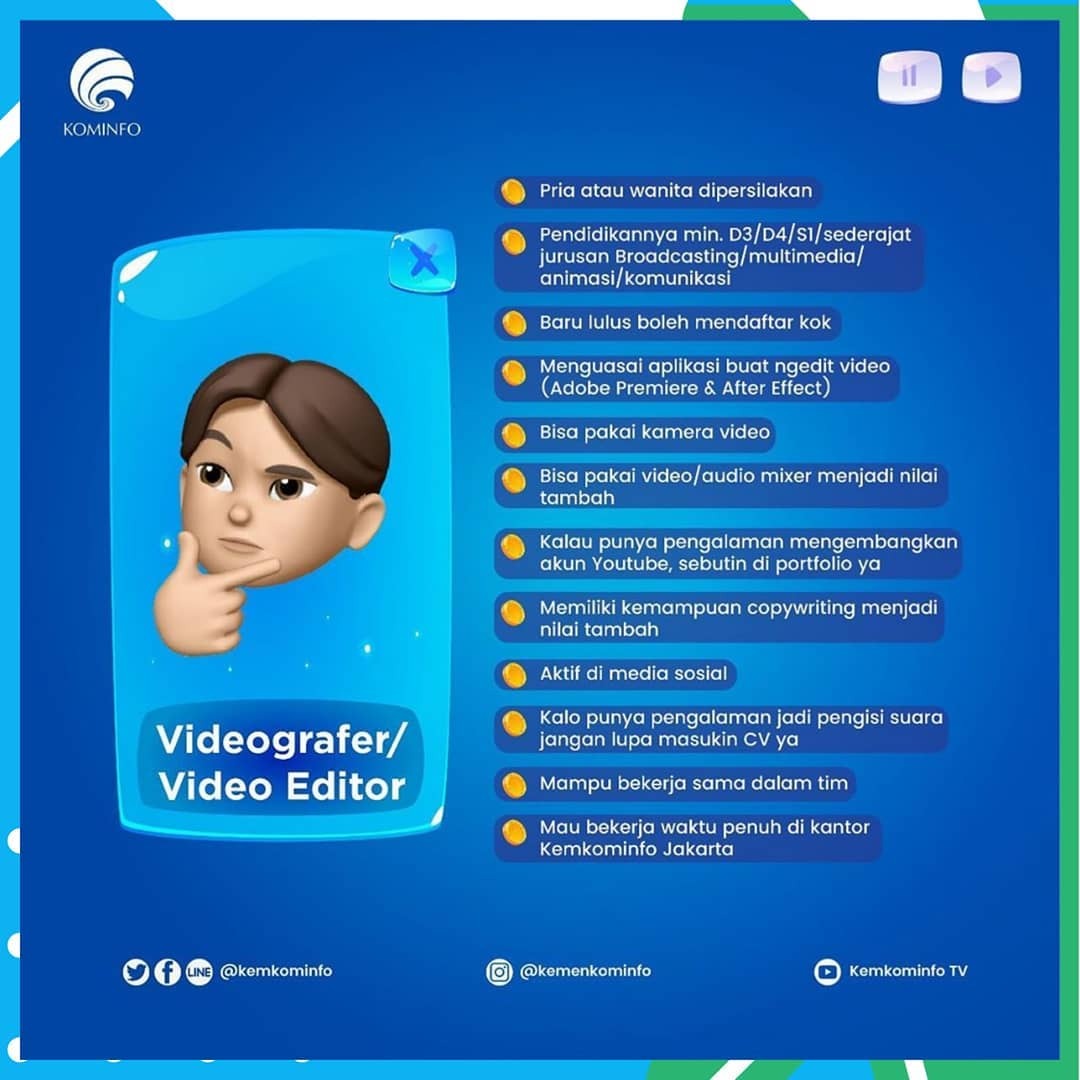 KOMINFO
Pria atau wanita dipersilakan
Pendidikannya min. D3/D4/S1/sederajat
jurusan Broadcasting/multimedia/
animasi/komunikasi
Baru lulus boleh mendaftar kok
Menguasai aplikasi buat ngedit video
(Adobe Premiere & After Effect)
Bisa pakai kamera video
Bisa pakai video/audio mixer menjadi nilai
tambah
Kalau punya pengalaman mengembangkan
akun Youtube, sebutin di portfolio ya
Memiliki kemampuan copywriting menjadi
nilai tambah
Aktif di media sosial
Kalo punya pengalaman jadi pengisi suara
jangan lupa masukin CV ya
Mampu bekerja sama dalam tim
Mau bekerja waktu penuh di kantor
Kemkominfo Jakarta
Videografer/
Video Editor
LINE @kemkominfo
@kemenkominfo
Kemkominfo TV